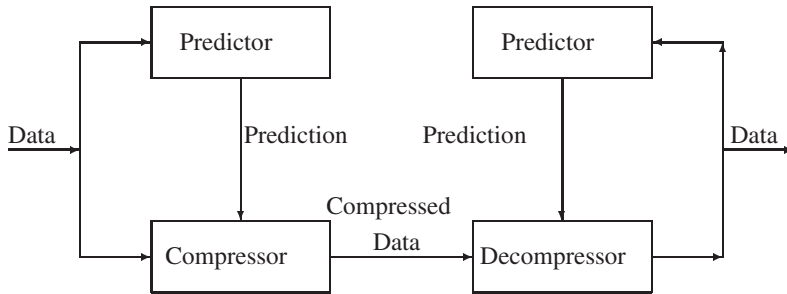 Predictor
Predictor
Data
Prediction
Prediction
Data
Compressed
Data
Compressor
Decompressor